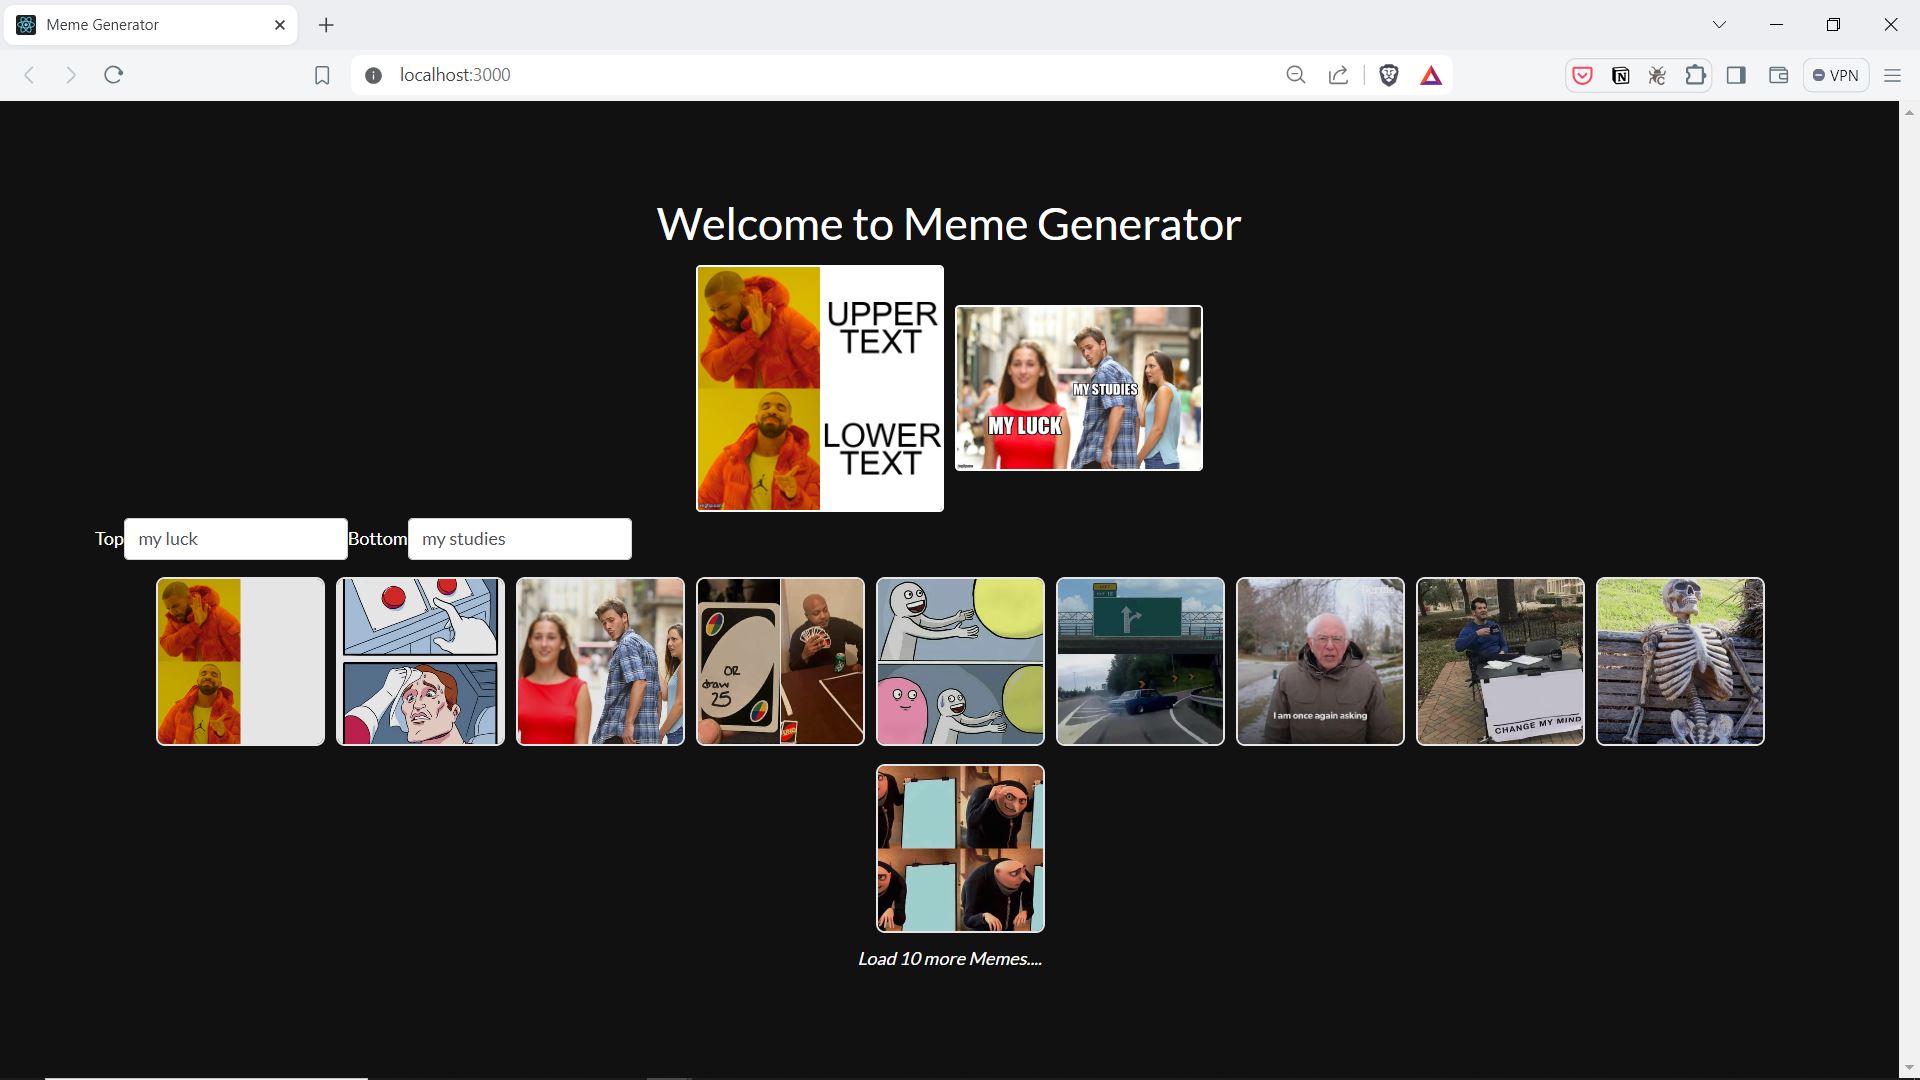 Meme Generator
localhost:3000
VPN
Welcome to Meme Generator
UPPER
TEXT
LOWER
TEXT
MY STUDIES
MY LUCK
Top
my luck
Bottom
my studies
OR
draw
25
I am once again asking
CHANGE MY MIND
Load 10 more Memes....